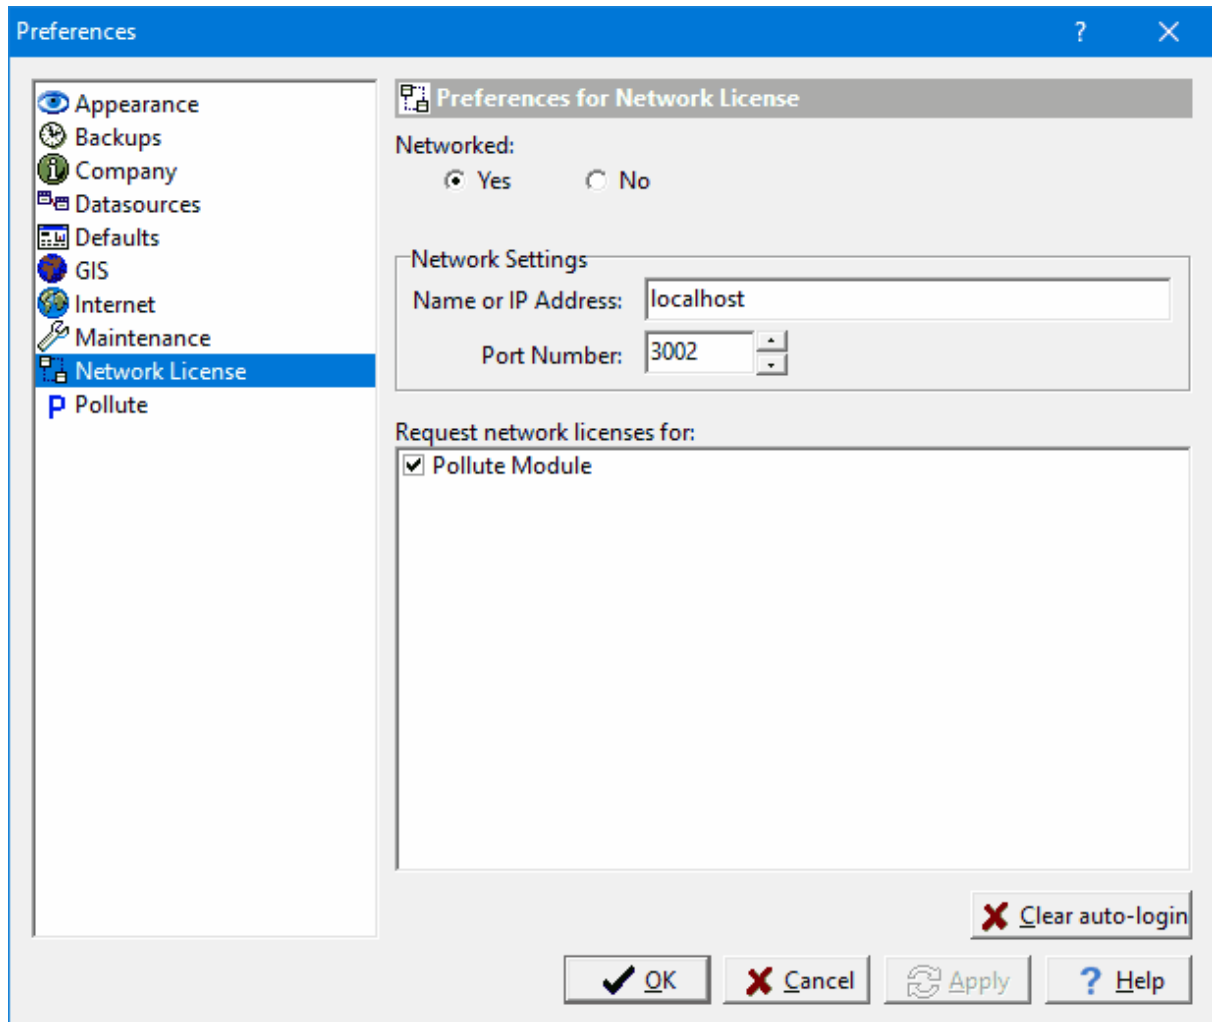 Preferences
?
Appearance
Backups
Company
Datasources
Defaults
GIS
Internet
Maintenance
Network License
P Pollute
Preferences for Network License
Networked:
Yes No
Network Settings
Name or IP Address: localhost
Port Number: 3002
Request network licenses for:
Pollute Module
Clear auto-login
OK Cancel Apply ? Help